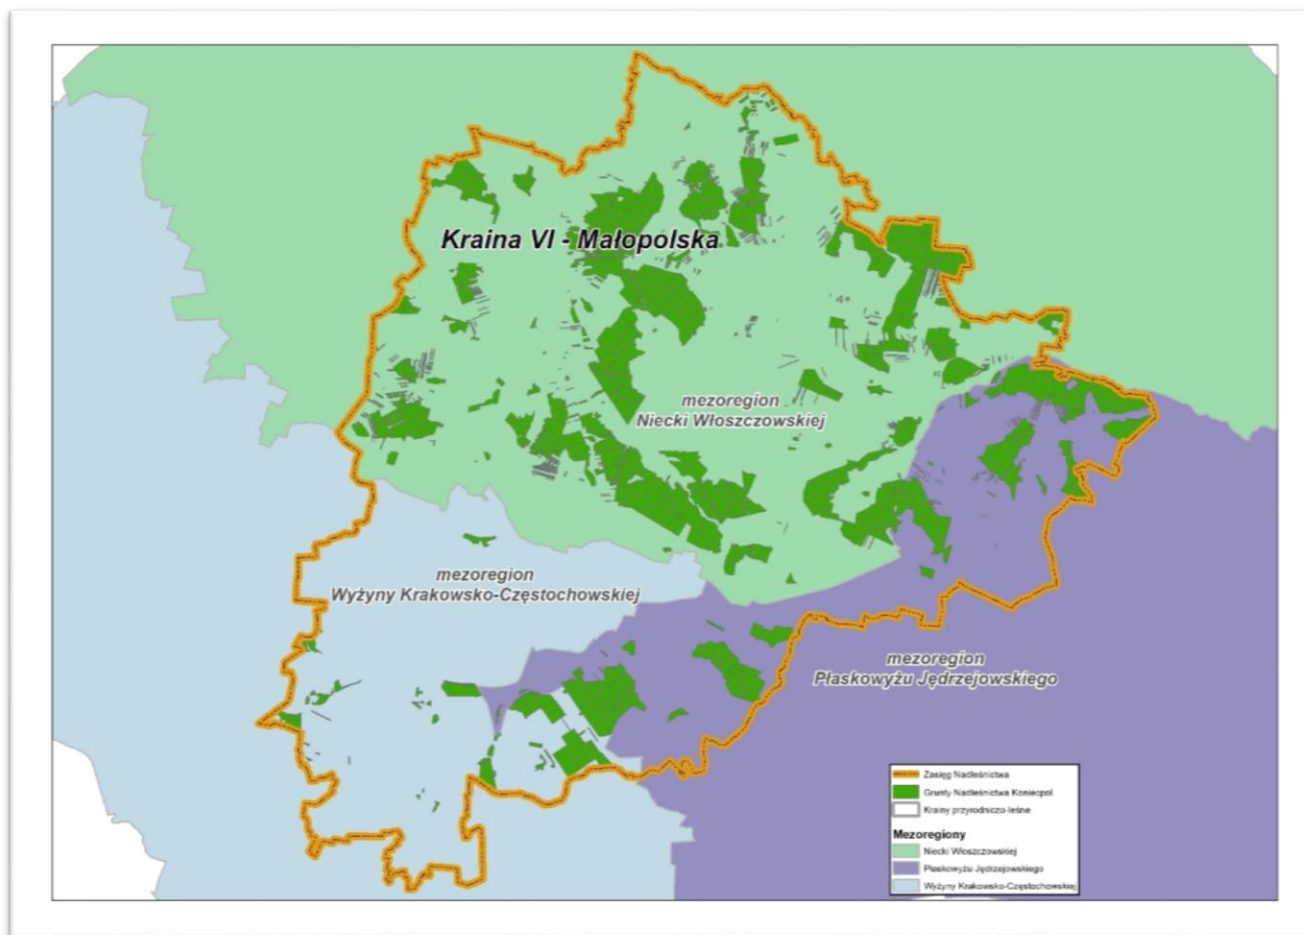 Kraina VI - Małopolska
mezoregion
Niecki Włoszczowskiej
mezoregion
Wyżyny Krakowsko-Częstochowskiej
mezoregion
Płaskowyżu Jędrzejowskiego
Zasięg Nadleśnictwa
Grunty Nadleśnictwa Koniecpol
Krainy przyrodniczo-leśne
Mezoregiony
Niecki Włoszczowskiej
Płaskowyżu Jędrzejowskiego
Wyżyny Krakowsko-Częstochowskiej